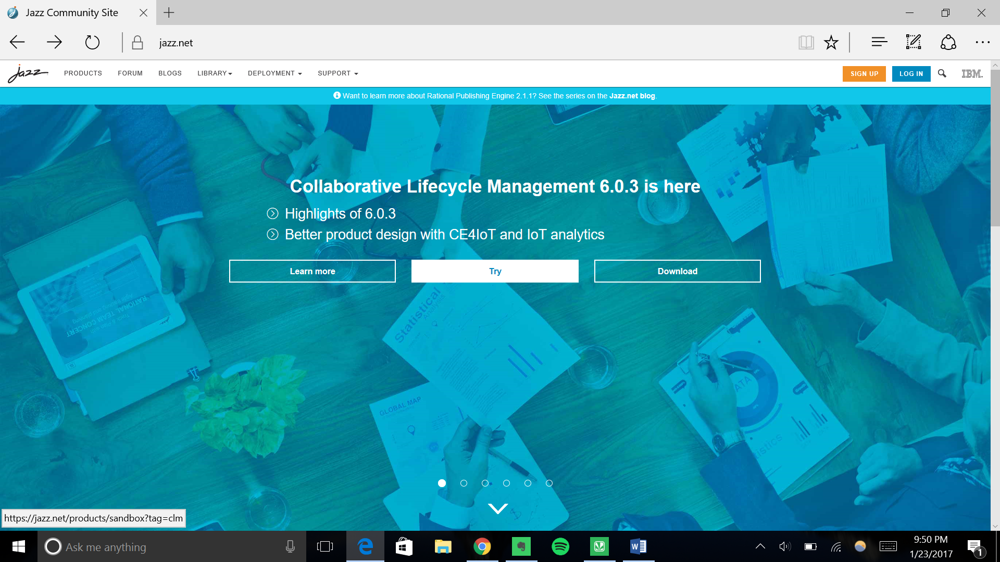 Jazz Community Site
jazz.net
jazz
PRODUCTS
FORUM
BLOGS
LIBRARY
DEPLOYMENT
SUPPORT
SIGN UP
LOG IN
IBM.
Want to learn more about Rational Publishing Engine 2.1.1? See the series on the Jazz.net blog.
Collaborative Lifecycle Management 6.0.3 is here
Highlights of 6.0.3
Better product design with CE4IoT and IoT analytics
Learn more
Try
Download
Statistical
Analysis
RATIONAL TEAM CONCERT
GLOBAL MAP
DATA
https://jazz.net/products/sandbox?tag=clm
Ask me anything
9:50 PM
1/23/2017
1